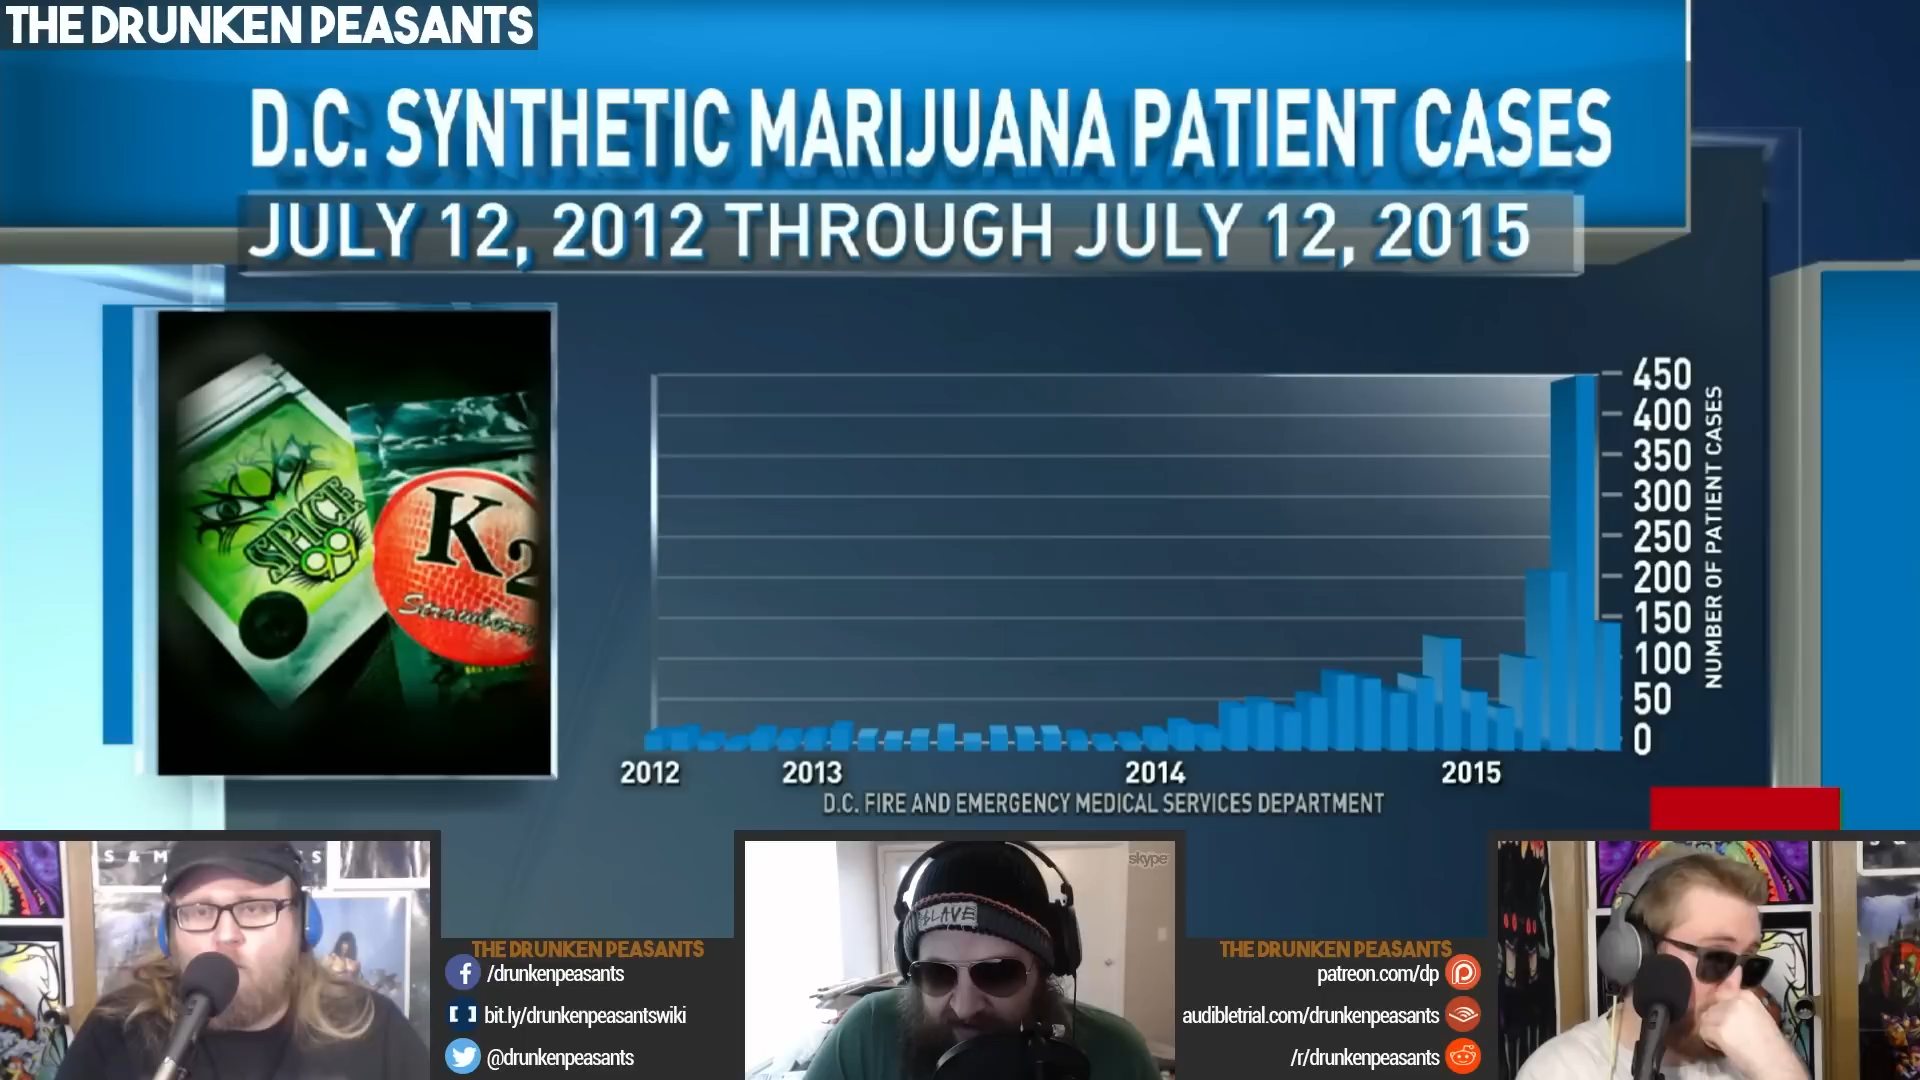 THE DRUNKEN PEASANTS
D.C. SYNTHETIC MARIJUANA PATIENT CASES
JULY 12, 2012 THROUGH JULY 12, 2015
SPICE
99
K2
Strawberry
450
400
350
300
250
200
150
100
50
0
NUMBER OF PATIENT CASES
2012 2013 2014 2015
D.C. FIRE AND EMERGENCY MEDICAL SERVICES DEPARTMENT
skype
SLAVE
THE DRUNKEN PEASANTS
/drunkenpeasants
bit.ly/drunkenpeasantswiki
@drunkenpeasants
THE DRUNKEN PEASANTS
patreon.com/dp
audibletrial.com/drunkenpeasants
/r/drunkenpeasants